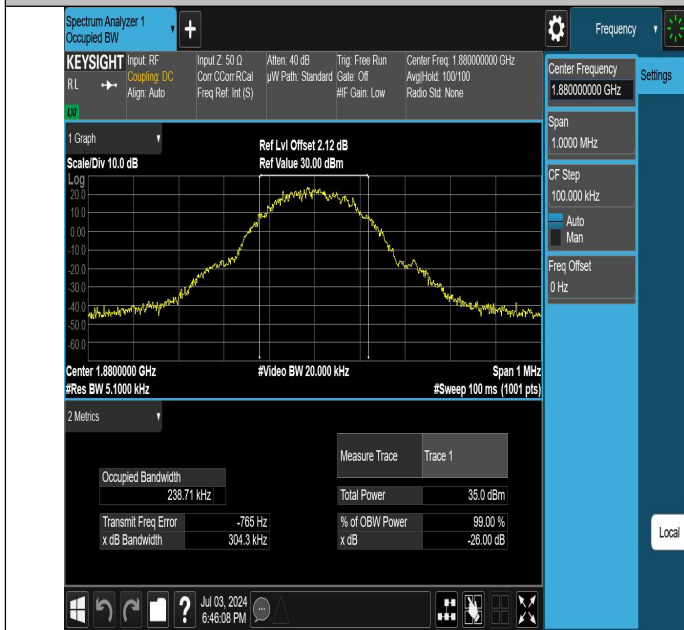 Spectrum Analyzer 1
Occupied BW
Frequency
KEYSIGHT
RL
LXI
Input: RF
Coupling: DC
Align: Auto
Input Z: 50 Ω
Corr CCorr RCal
Freq Ref: Int (S)
Atten: 40 dB
µW Path: Standard
Trig: Free Run
Gate: Off
#IF Gain: Low
Center Freq: 1.880000000 GHz
Avg|Hold: 100/100
Radio Std: None
Center Frequency
1.880000000 GHz
Settings
Span
1.0000 MHz
CF Step
100.000 kHz
Auto
Man
Freq Offset
0 Hz
1 Graph
Scale/Div 10.0 dB
Ref Lvl Offset 2.12 dB
Ref Value 30.00 dBm
Log
20.0
10.0
0.00
-10.0
-20.0
-30.0
-40.0
-50.0
-60.0
Center 1.8800000 GHz
#Res BW 5.1000 kHz
#Video BW 20.000 kHz
Span 1 MHz
#Sweep 100 ms (1001 pts)
2 Metrics
Measure Trace Trace 1
Occupied Bandwidth
238.71 kHz
Total Power 35.0 dBm
Transmit Freq Error -765 Hz
% of OBW Power 99.00 %
x dB Bandwidth 304.3 kHz
x dB -26.00 dB
Local
?
Jul 03, 2024
6:46:08 PM